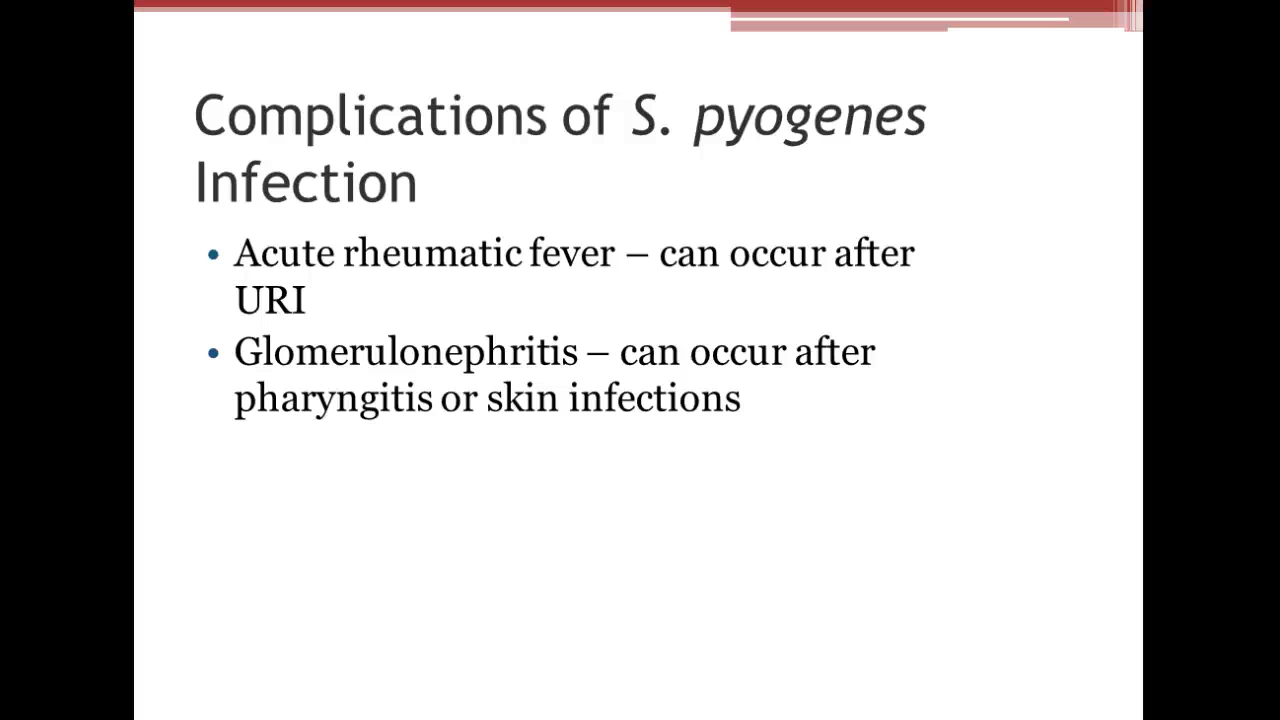 Complications of S. pyogenes
Infection
• Acute rheumatic fever – can occur after
URI
• Glomerulonephritis – can occur after
pharyngitis or skin infections